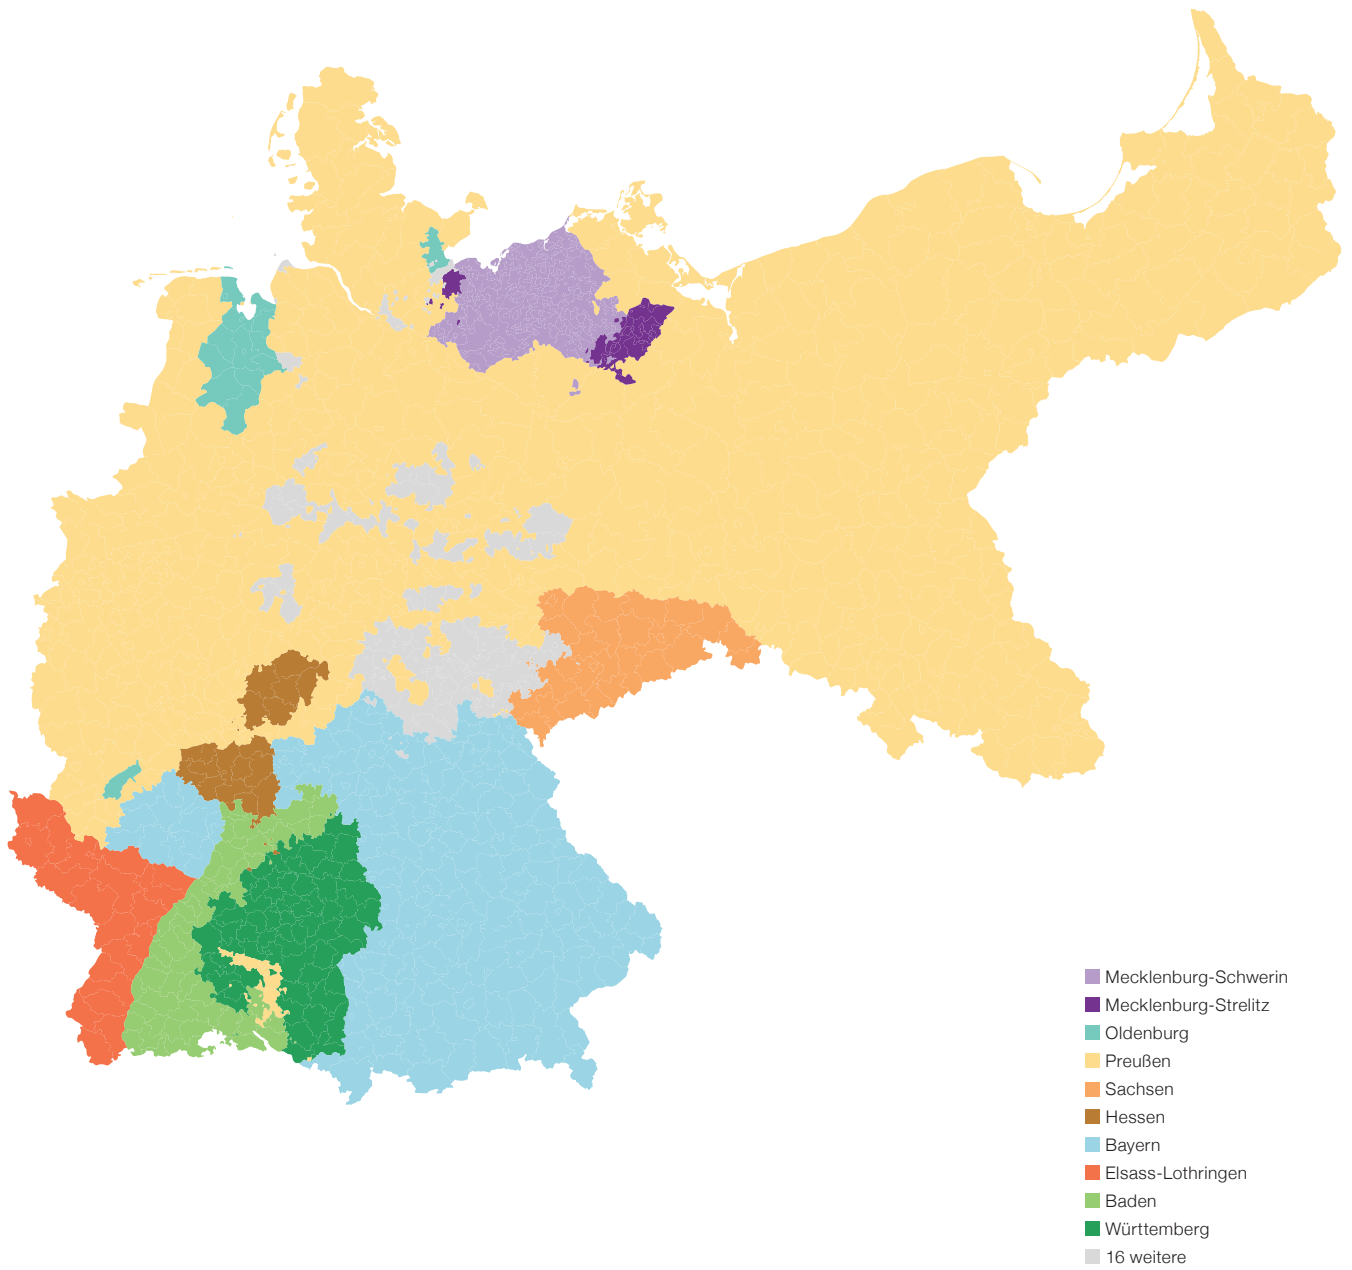 Mecklenburg-Schwerin
Mecklenburg-Strelitz
Oldenburg
Preußen
Sachsen
Hessen
Bayern
Elsass-Lothringen
Baden
Württemberg
16 weitere